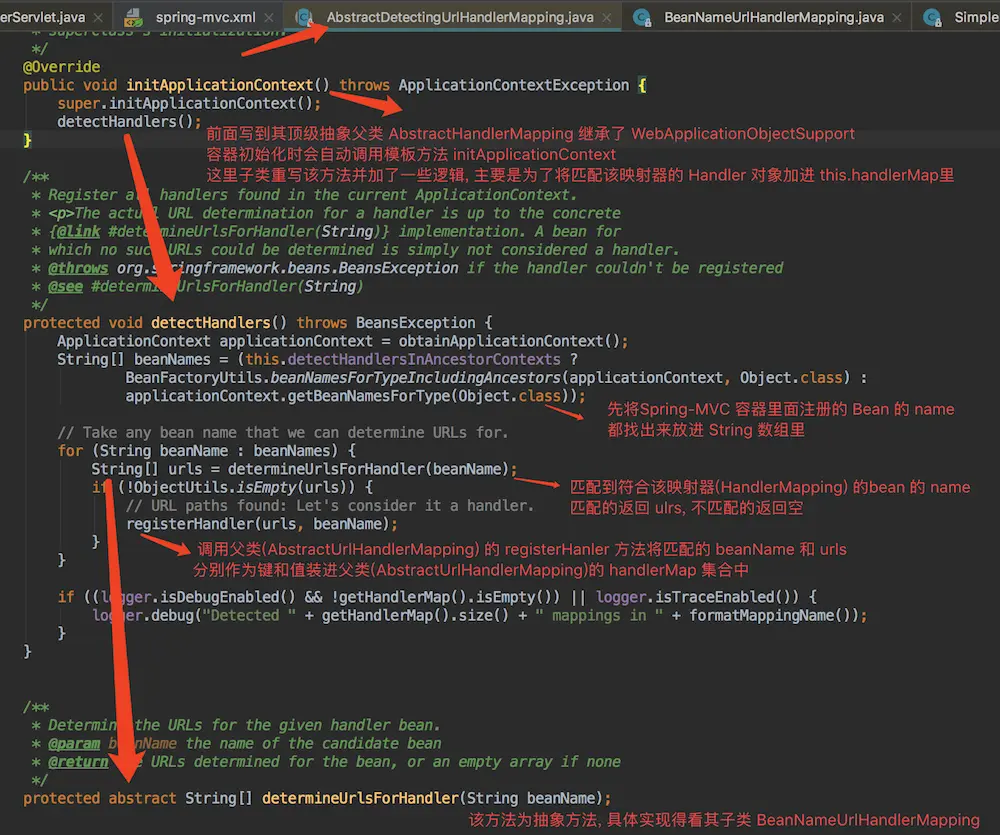 erServlet.java × spring-mvc.xml × AbstractDetectingUrlHandlerMapping.java × BeanNameUrlHandlerMapping.java × Simple
* superclass's initialization.
*/
@Override
public void initApplicationContext() throws ApplicationContextException {
super.initApplicationContext();
detectHandlers();
}
前面写到其顶级抽象父类 AbstractHandlerMapping 继承了 WebApplicationObjectSupport
容器初始化时会自动调用模板方法 initApplicationContext
这里子类重写该方法并加了一些逻辑, 主要是为了将匹配该映射器的 Handler 对象加进 this.handlerMap里
/**
* Register all handlers found in the current ApplicationContext.
* <p>The actual URL determination for a handler is up to the concrete
* {@link #determineUrlsForHandler(String)} implementation. A bean for
* which no such URLs could be determined is simply not considered a handler.
* @throws org.springframework.beans.BeansException if the handler couldn't be registered
* @see #determineUrlsForHandler(String)
*/
protected void detectHandlers() throws BeansException {
ApplicationContext applicationContext = obtainApplicationContext();
String[] beanNames = (this.detectHandlersInAncestorContexts ?
BeanFactoryUtils.beanNamesForTypeIncludingAncestors(applicationContext, Object.class) :
applicationContext.getBeanNamesForType(Object.class));
先将Spring-MVC 容器里面注册的 Bean 的 name
都找出来放进 String 数组里
// Take any bean name that we can determine URLs for.
for (String beanName : beanNames) {
String[] urls = determineUrlsForHandler(beanName);
if (!ObjectUtils.isEmpty(urls)) {
匹配到符合该映射器(HandlerMapping) 的bean 的 name
匹配的返回 ulrs, 不匹配的返回空
// URL paths found: Let's consider it a handler.
registerHandler(urls, beanName);
}
调用父类(AbstractUrlHandlerMapping) 的 registerHanler 方法将匹配的 beanName 和 urls
分别作为键和值装进父类(AbstractUrlHandlerMapping)的 handlerMap 集合中
}
if ((logger.isDebugEnabled() && !getHandlerMap().isEmpty()) || logger.isTraceEnabled()) {
logger.debug("Detected " + getHandlerMap().size() + " mappings in " + formatMappingName());
}
}
/**
* Determine the URLs for the given handler bean.
* @param beanName the name of the candidate bean
* @return the URLs determined for the bean, or an empty array if none
*/
protected abstract String[] determineUrlsForHandler(String beanName);
该方法为抽象方法, 具体实现得看其子类 BeanNameUrlHandlerMapping